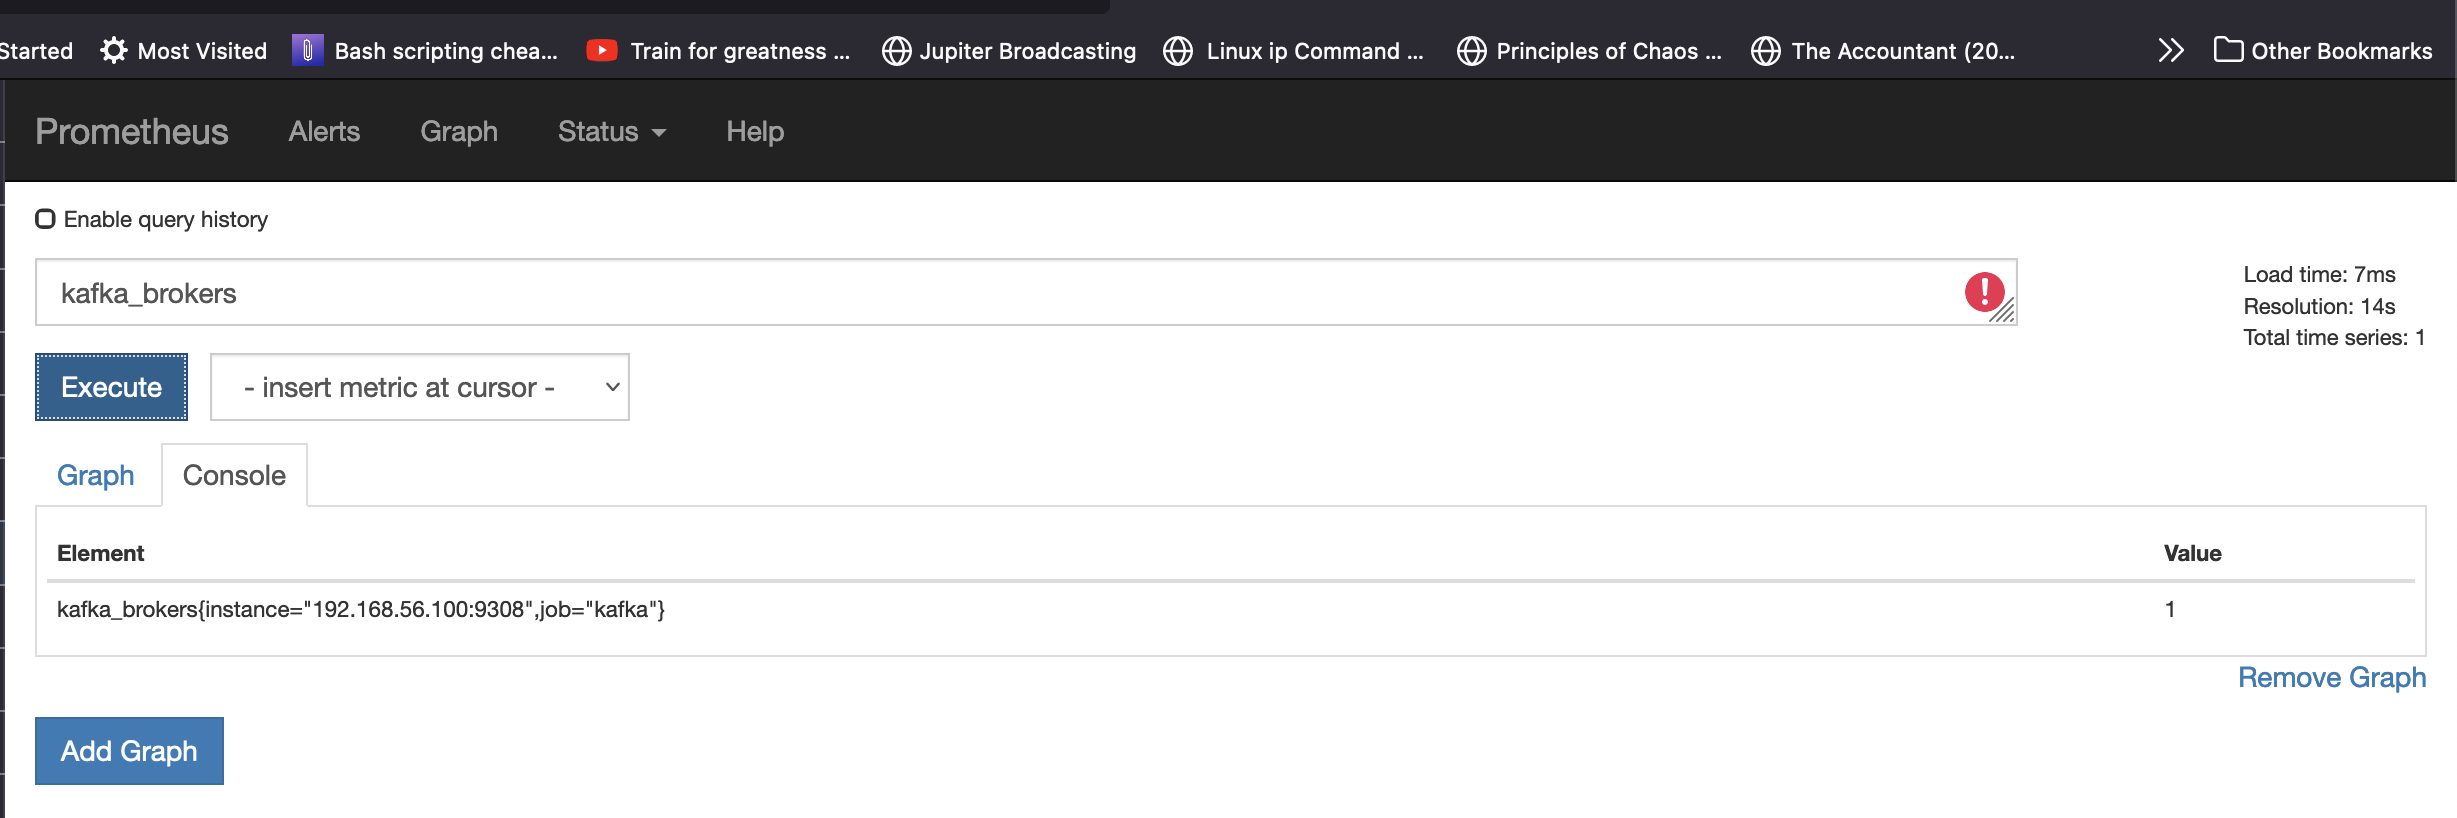 Started Most Visited Bash scripting chea... Train for greatness ... Jupiter Broadcasting Linux ip Command ... Principles of Chaos ... The Accountant (20... Other Bookmarks
Prometheus Alerts Graph Status Help
Enable query history
kafka_brokers
Load time: 7ms
Resolution: 14s
Total time series: 1
Execute - insert metric at cursor -
Graph Console
Element Value
kafka_brokers{instance="192.168.56.100:9308",job="kafka"} 1
Remove Graph
Add Graph